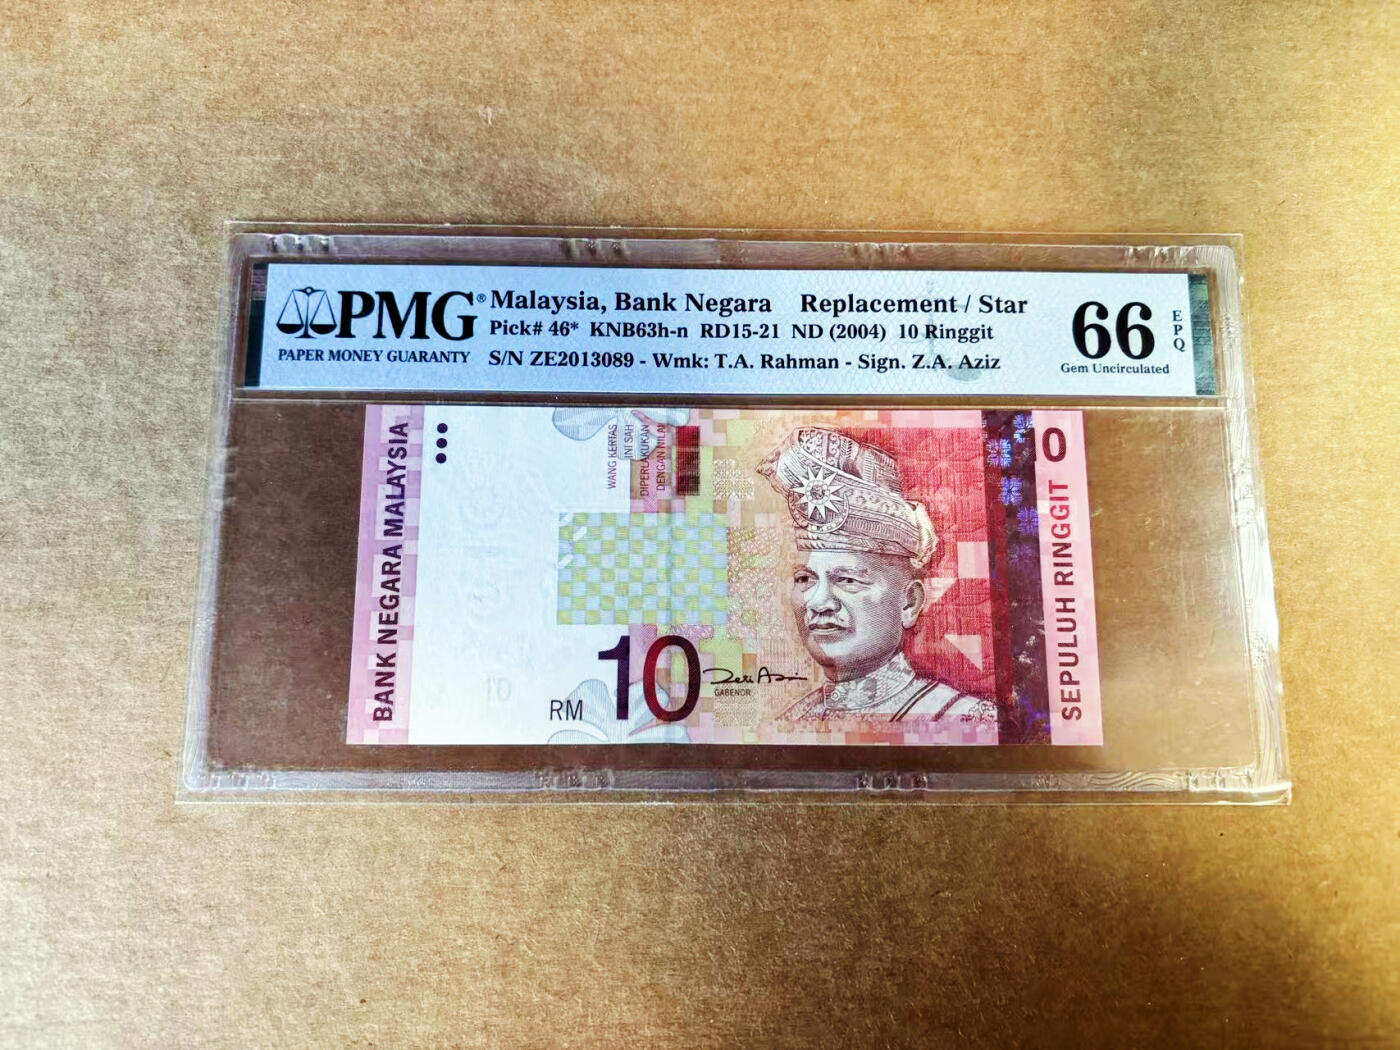 PMG®
PAPER MONEY GUARANTY
Malaysia, Bank Negara Replacement / Star
Pick# 46* KNB63h-n RD15-21 ND (2004) 10 Ringgit
S/N ZE2013089 - Wmk: T.A. Rahman - Sign. Z.A. Aziz
66
EPQ
Gem Uncirculated
BANK NEGARA MALAYSIA
WANG KERTAS
INI SAH
DIPERLAKUKAN
DENGAN NILAI
RM 10
GABENOR
10
SEPULUH RINGGIT